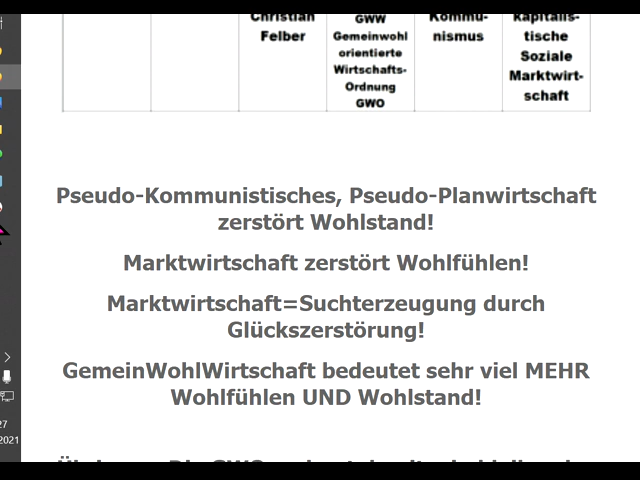 Christian
Felber
GWW
Gemeinwohl
orientierte
Wirtschafts-
Ordnung
GWO
Kommu-
nismus
kapitalis-
tische
Soziale
Marktwirt-
schaft
Pseudo-Kommunistisches, Pseudo-Planwirtschaft
zerstört Wohlstand!
Marktwirtschaft zerstört Wohlfühlen!
Marktwirtschaft=Suchterzeugung durch
Glückszerstörung!
GemeinWohlWirtschaft bedeutet sehr viel MEHR
Wohlfühlen UND Wohlstand!
27
2021